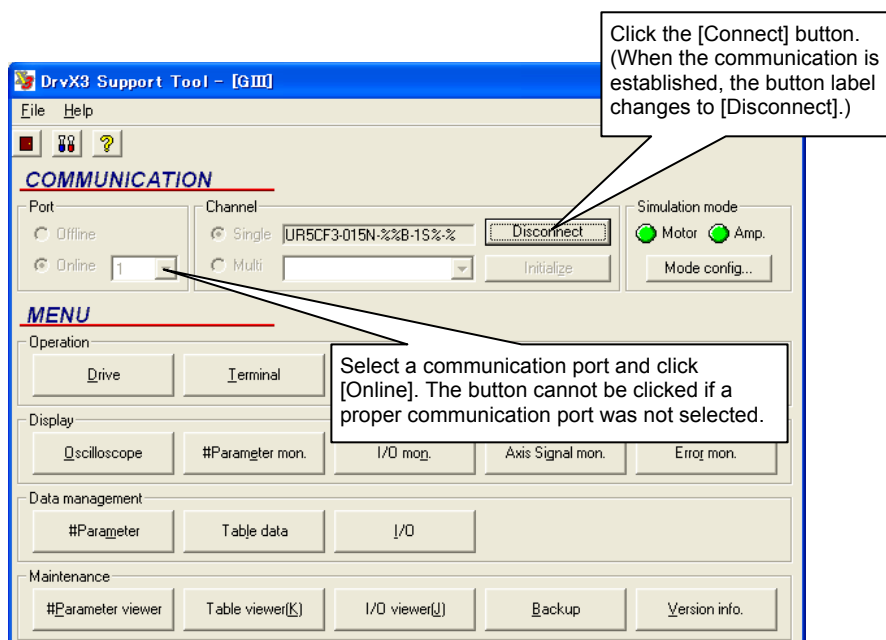 Click the [Connect] button.
(When the communication is
established, the button label
changes to [Disconnect].)
DrvX3 Support Tool - [GⅢ]
File Help
COMMUNICATION
Port
Channel
Simulation mode
Offline
Single UR5CF3-015N-%%B-1S%-% Disconnect
Motor Amp.
Online 1
Multi
Initialize
Mode config...
MENU
Operation
Drive
Terminal
Select a communication port and click
[Online]. The button cannot be clicked if a
proper communication port was not selected.
Display
Oscilloscope
#Parameter mon.
I/O mon.
Axis Signal mon.
Error mon.
Data management
#Parameter
Table data
I/O
Maintenance
#Parameter viewer
Table viewer(K)
I/O viewer(J)
Backup
Version info.